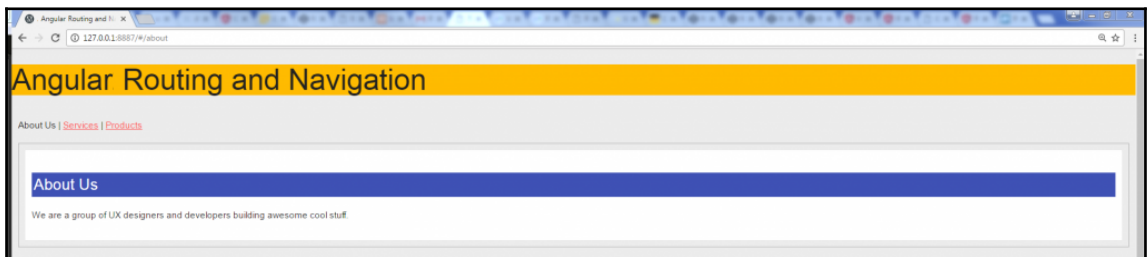 Angular Routing and N
127.0.0.1:8887/#/about
Angular Routing and Navigation
About Us | Services | Products
About Us
We are a group of UX designers and developers building awesome cool stuff.